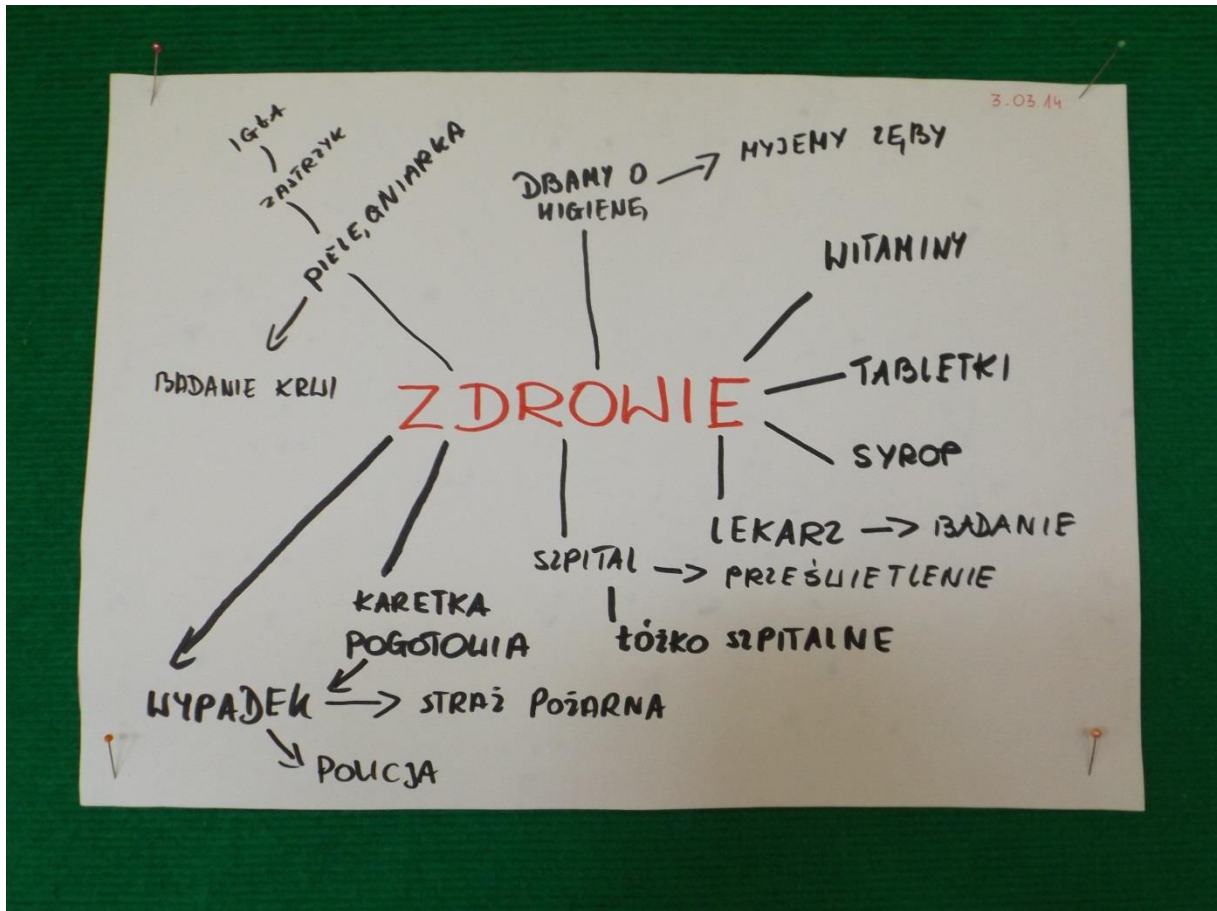 3.03.14
IGŁA
ZASTRZYK
PIELĘGNIARKA
BADANIE KRWI
DBAMY O
HIGIENĘ
MYJEMY ZĘBY
WITAMINY
TABLETKI
SYROP
ZDROWIE
LEKARZ → BADANIE
SZPITAL → PRZEŚWIETLENIE
ŁÓŻKO SZPITALNE
KARETKA
POGOTOWIA
WYPADEK → STRAŻ POŻARNA
POLICJA